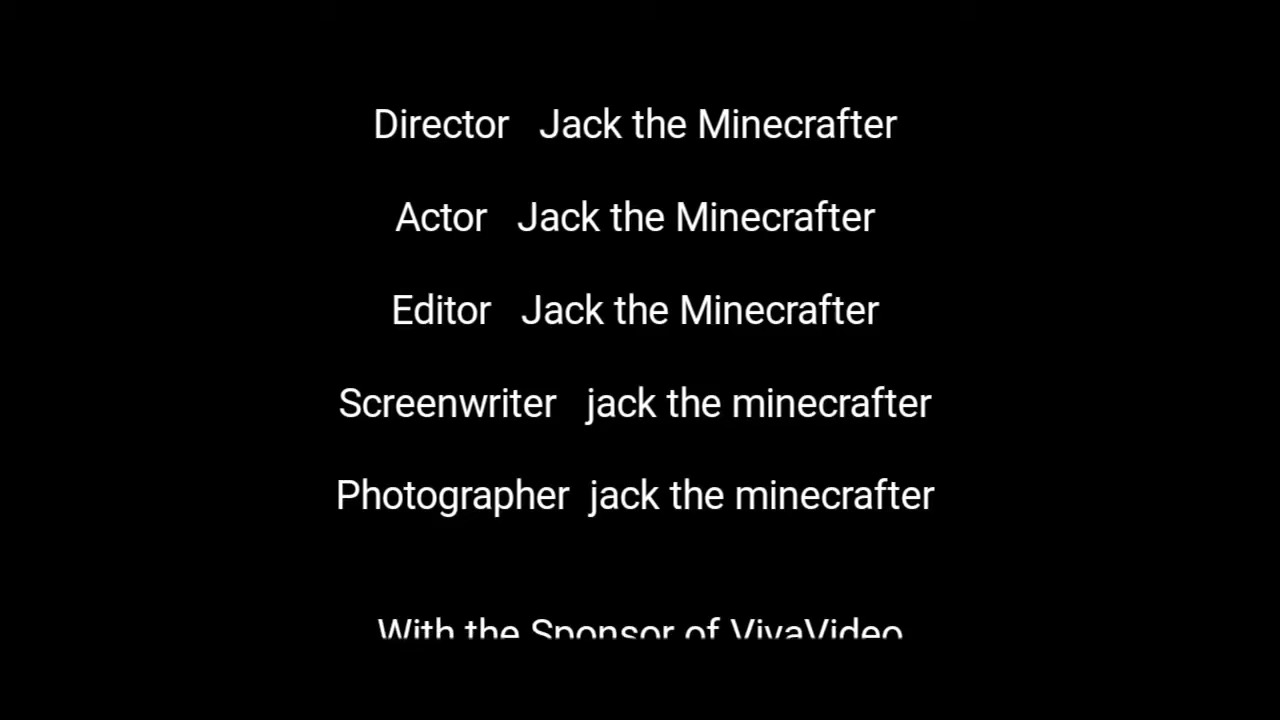 Director Jack the Minecrafter
Actor Jack the Minecrafter
Editor Jack the Minecrafter
Screenwriter jack the minecrafter
Photographer jack the minecrafter
With the Sponsor of VivaVideo